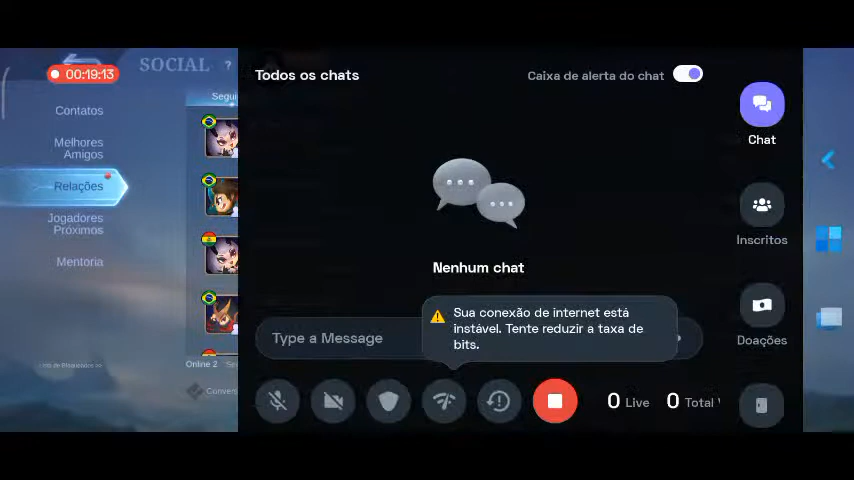 00:19:13
SOCIAL ?
Segui
Contatos
Melhores
Amigos
Relações
Jogadores
Próximos
Mentoria
Online 2
Convers
Todos os chats
Caixa de alerta do chat
Nenhum chat
Type a Message
Sua conexão de internet está
instável. Tente reduzir a taxa de
bits.
0 Live
0 Total
Chat
Inscritos
Doações